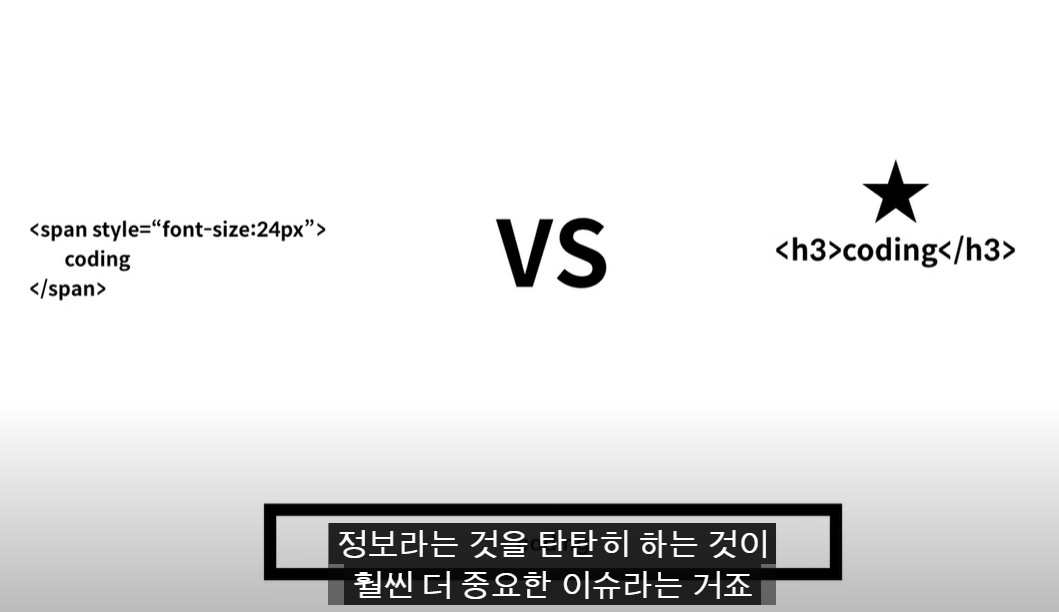 <span style=“font-size:24px”>
coding
</span>
VS
<h3>coding</h3>
정보라는 것을 탄탄히 하는 것이
훨씬 더 중요한 이슈라는 거죠